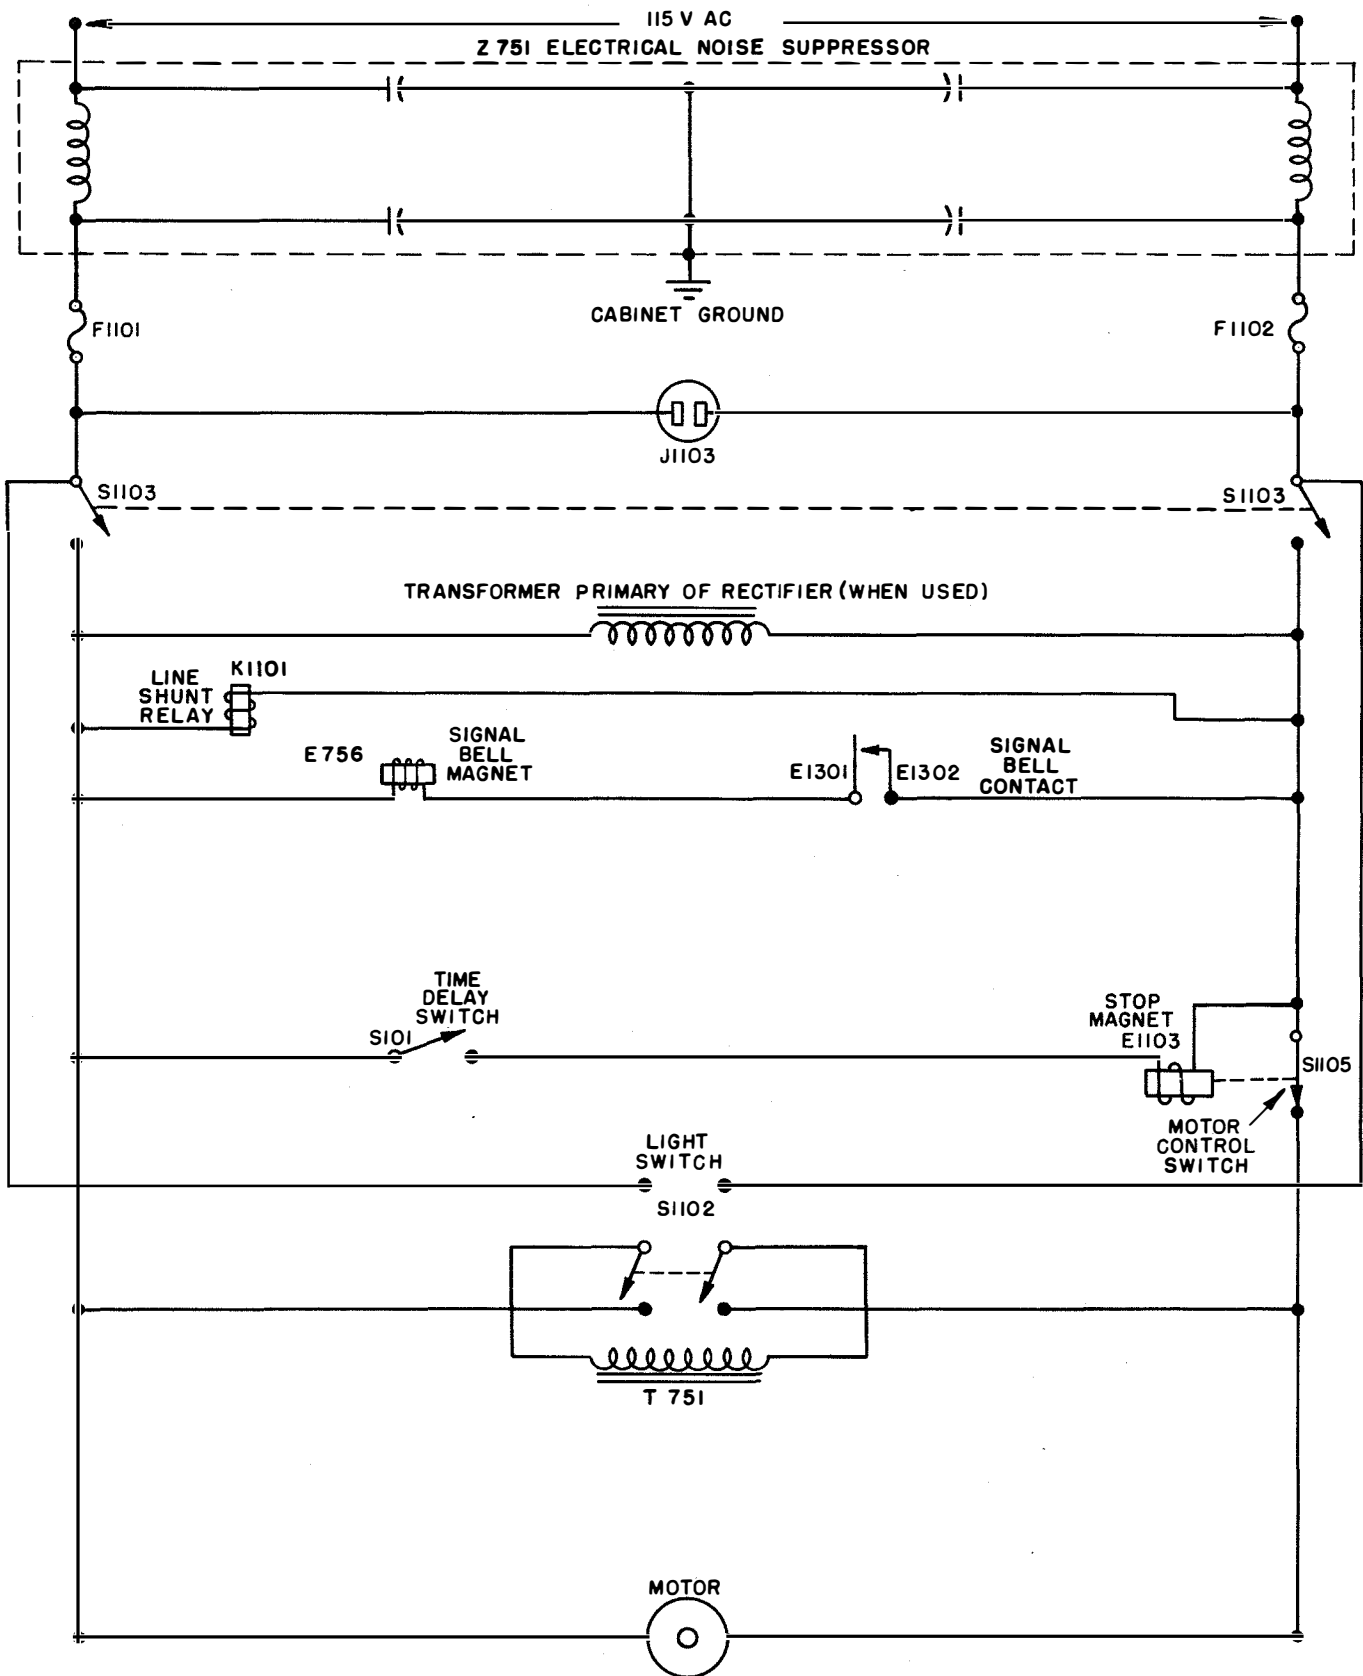 115 V AC
Z 751 ELECTRICAL NOISE SUPPRESSOR
CABINET GROUND
F1101
F1102
J1103
S1103
S1103
TRANSFORMER PRIMARY OF RECTIFIER (WHEN USED)
LINE
SHUNT
RELAY
K1101
E756
SIGNAL
BELL
MAGNET
E1301
E1302
SIGNAL
BELL
CONTACT
TIME
DELAY
SWITCH
S101
STOP
MAGNET
E1103
S1105
MOTOR
CONTROL
SWITCH
LIGHT
SWITCH
S1102
T 751
MOTOR